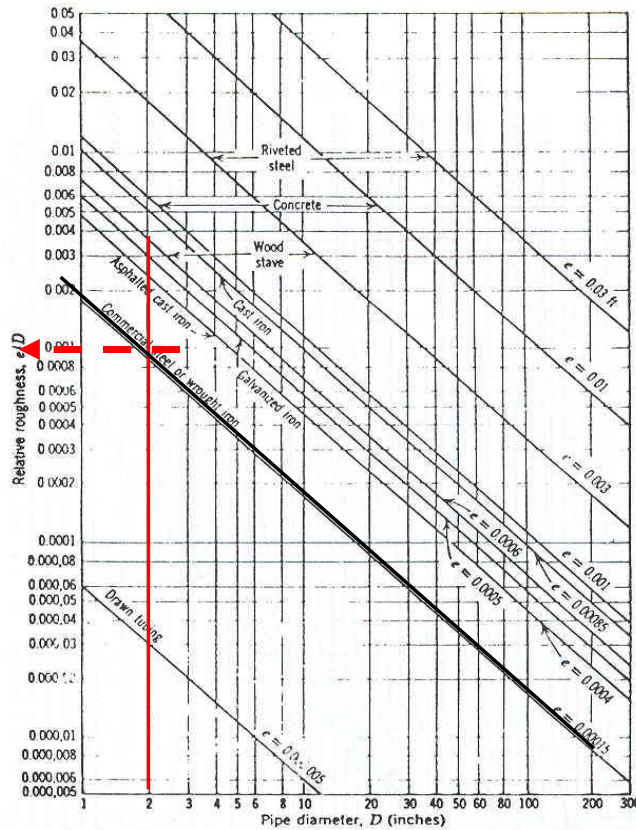 0.05
0.04
0.03
0.02
0.01
0.008
0.006
0.005
0.004
0.003
0.002
0.001
0.0008
0.0006
0.0005
0.0004
0.0003
0.0002
0.0001
0.000,08
0.000,06
0.000,05
0.000,04
0.000,03
0.000,01
0.000,006
0.000,005
Relative roughness, e/D
Riveted
steel
Concrete
Wood
stave
Asphalted cast iron
Cast iron
Commercial steel or wrought iron
Galvanized iron
Drawn tubing
e = 0.03 ft
e = 0.01
e = 0.003
e = 0.001
e = 0.00085
e = 0.0006
e = 0.0005
e = 0.0004
e = 0.00015
1 2 3 4 5 6 8 10 20 30 40 50 60 80 100 200 300
Pipe diameter, D (inches)